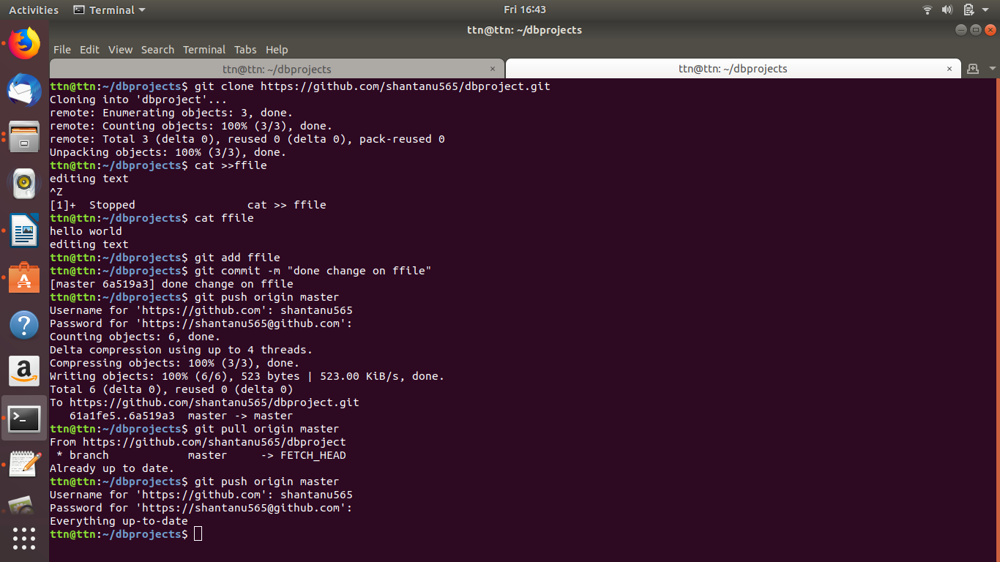 Activities Terminal Fri 16:43
ttn@ttn: ~/dbprojects
File Edit View Search Terminal Tabs Help
ttn@ttn: ~/dbprojects × ttn@ttn: ~/dbprojects ×
ttn@ttn:~/dbprojects$ git clone https://github.com/shantanu565/dbproject.git
Cloning into 'dbproject'...
remote: Enumerating objects: 3, done.
remote: Counting objects: 100% (3/3), done.
remote: Total 3 (delta 0), reused 0 (delta 0), pack-reused 0
Unpacking objects: 100% (3/3), done.
ttn@ttn:~/dbprojects$ cat >>ffile
editing text
^Z
[1]+  Stopped                 cat >> ffile
ttn@ttn:~/dbprojects$ cat ffile
hello world
editing text
ttn@ttn:~/dbprojects$ git add ffile
ttn@ttn:~/dbprojects$ git commit -m "done change on ffile"
[master 6a519a3] done change on ffile
ttn@ttn:~/dbprojects$ git push origin master
Username for 'https://github.com': shantanu565
Password for 'https://shantanu565@github.com':
Counting objects: 6, done.
Delta compression using up to 4 threads.
Compressing objects: 100% (3/3), done.
Writing objects: 100% (6/6), 523 bytes | 523.00 KiB/s, done.
Total 6 (delta 0), reused 0 (delta 0)
To https://github.com/shantanu565/dbproject.git
   61a1fe5..6a519a3  master -> master
ttn@ttn:~/dbprojects$ git pull origin master
From https://github.com/shantanu565/dbproject
 * branch            master     -> FETCH_HEAD
Already up to date.
ttn@ttn:~/dbprojects$ git push origin master
Username for 'https://github.com': shantanu565
Password for 'https://shantanu565@github.com':
Everything up-to-date
ttn@ttn:~/dbprojects$